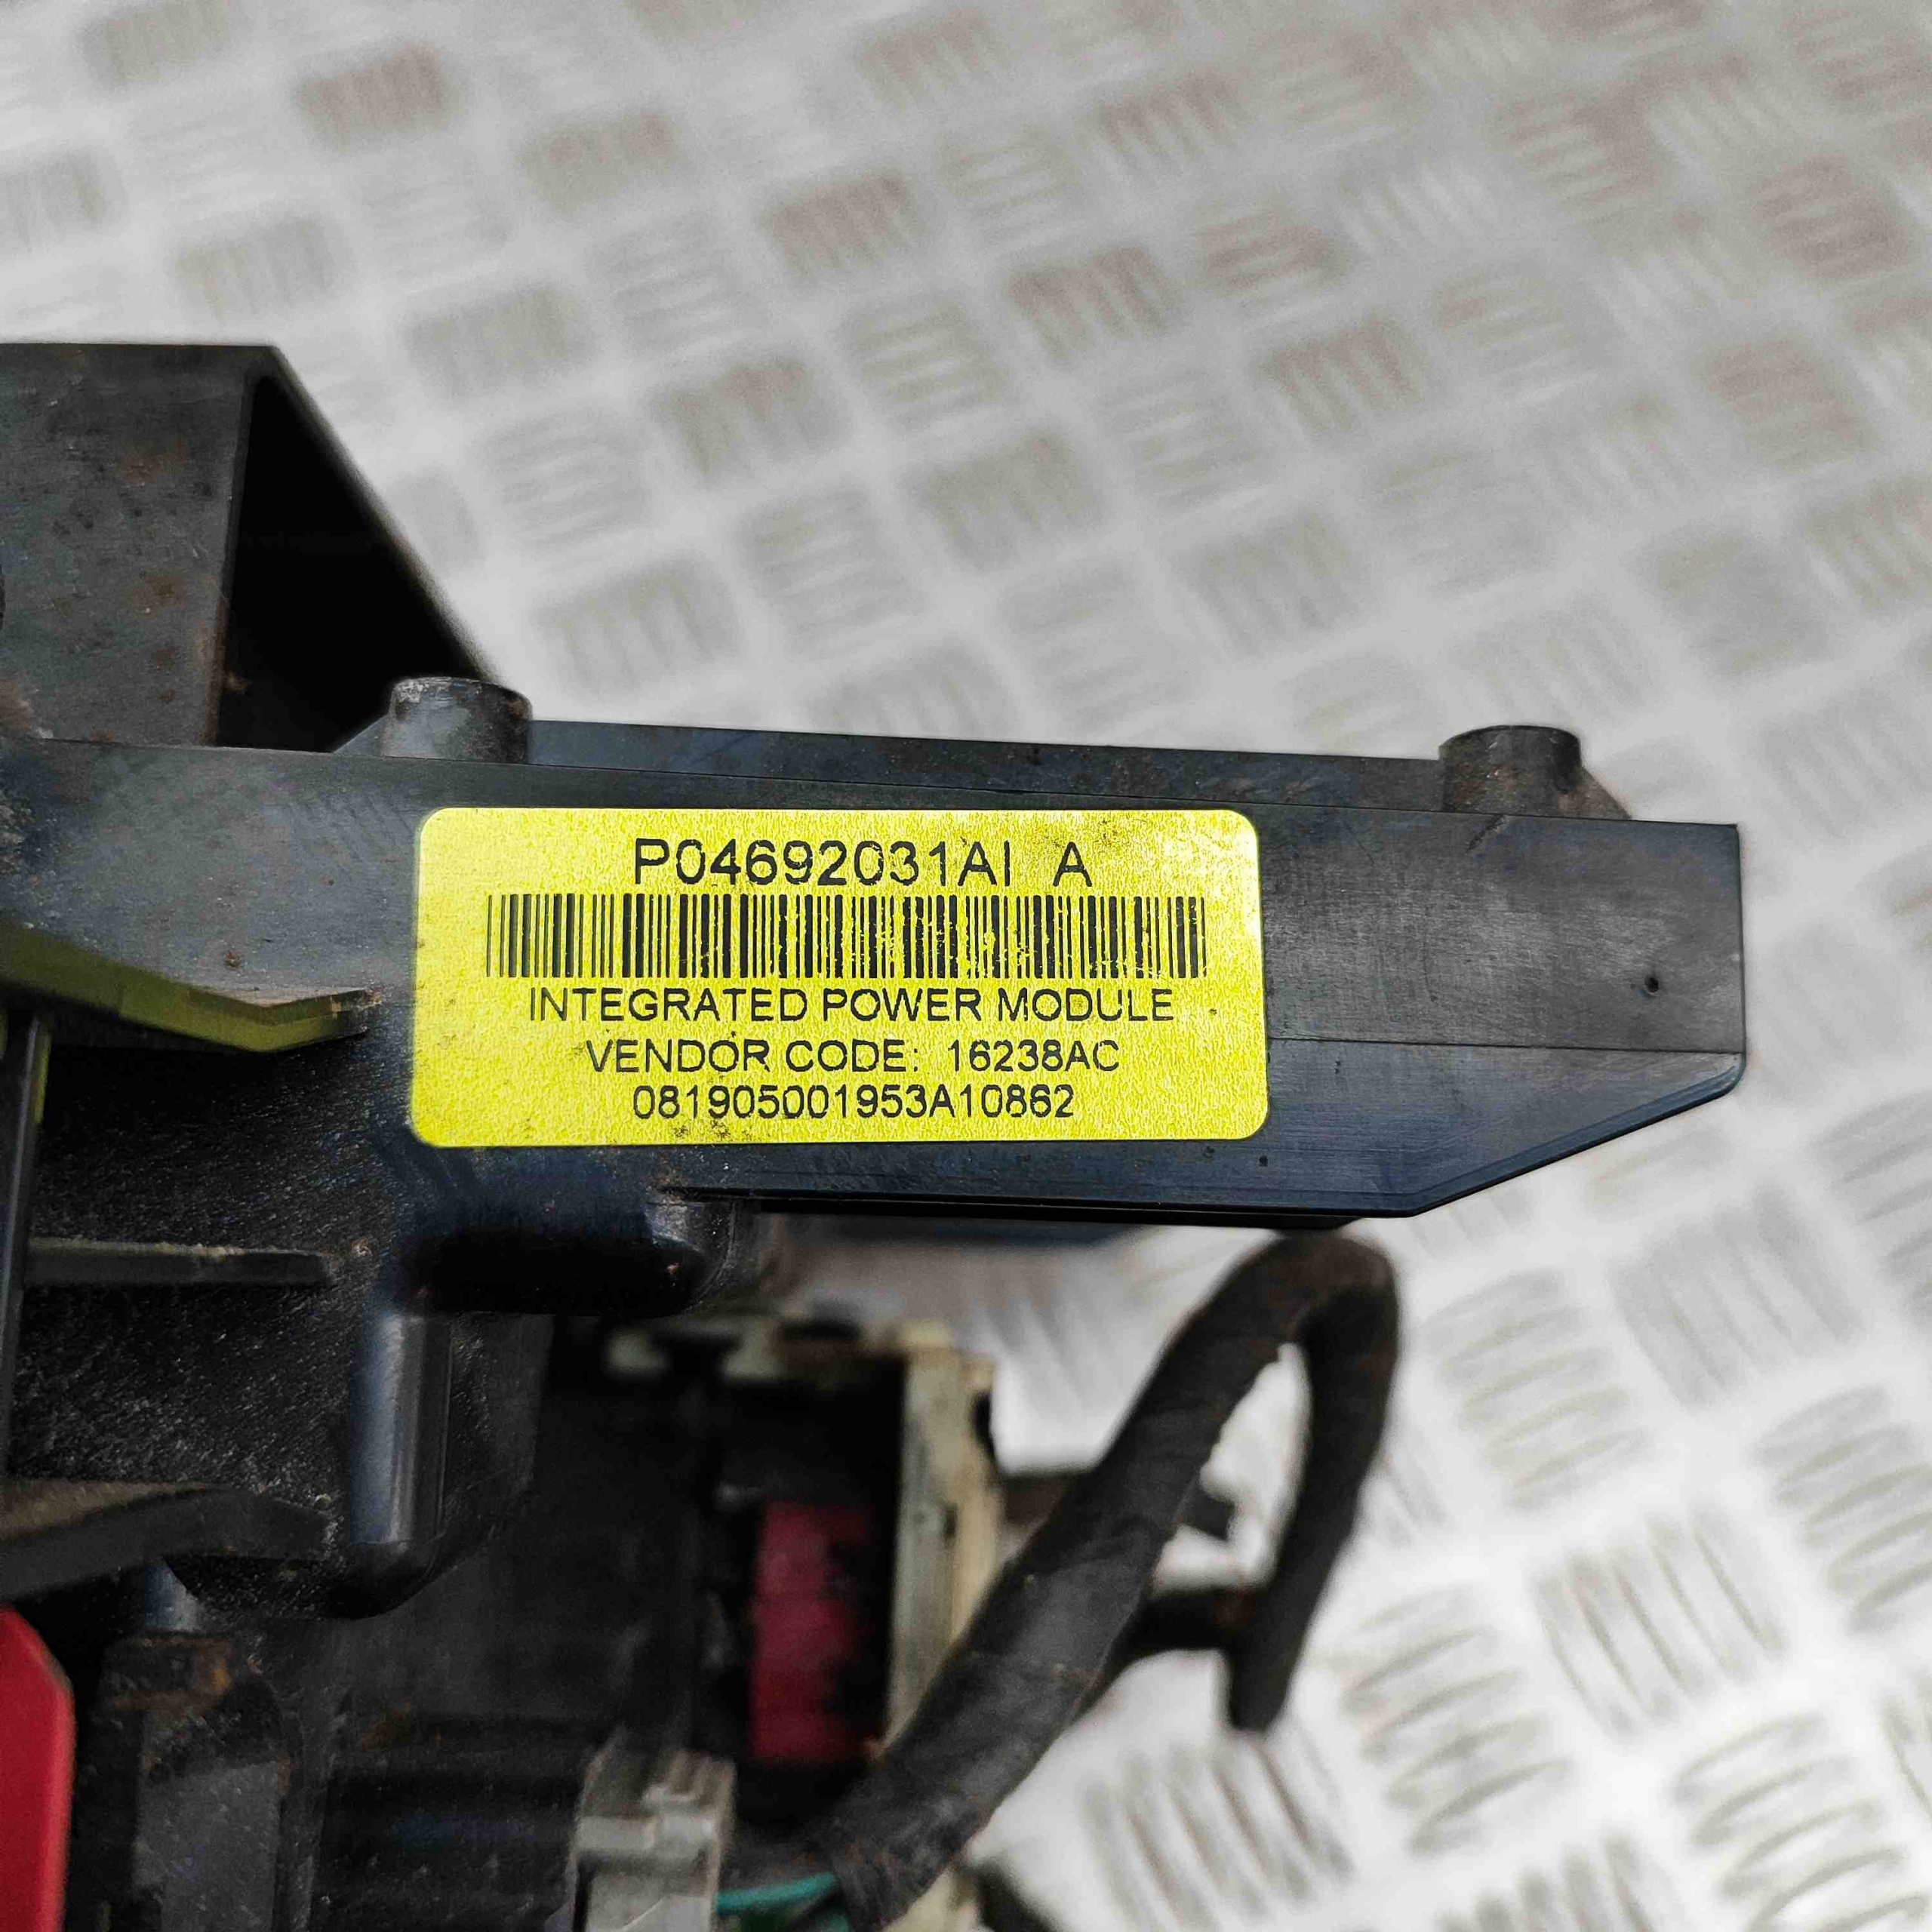 P04692031AI A
INTEGRATED POWER MODULE
VENDOR CODE: 16238AC
081905001953A10862